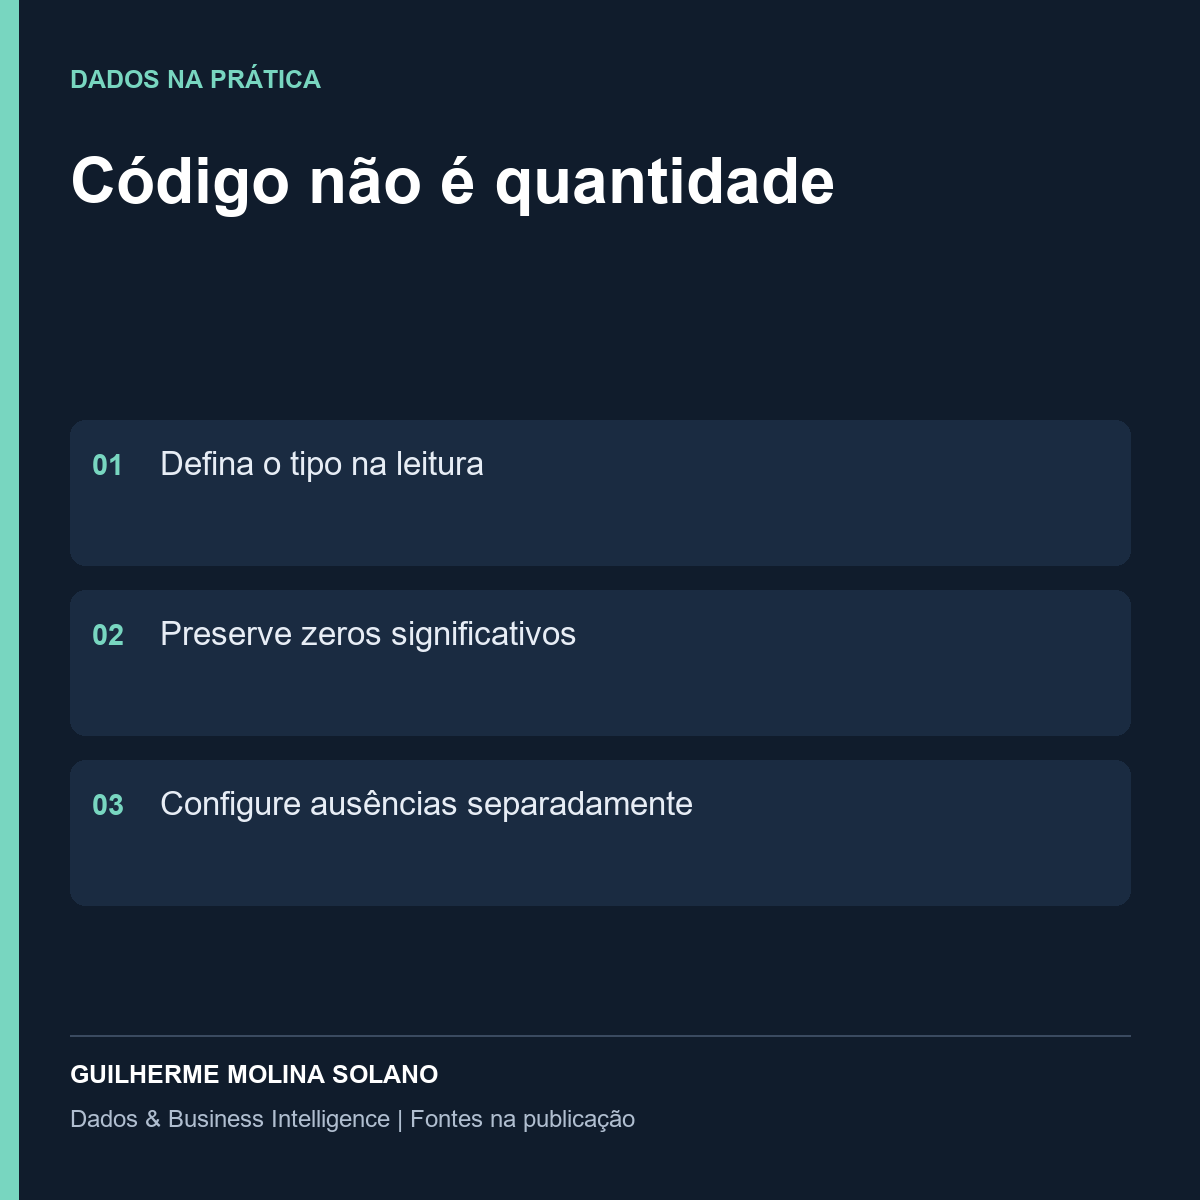 DADOS NA PRÁTICA
Código não é quantidade
01 Defina o tipo na leitura
02 Preserve zeros significativos
03 Configure ausências separadamente
GUILHERME MOLINA SOLANO
Dados & Business Intelligence | Fontes na publicação